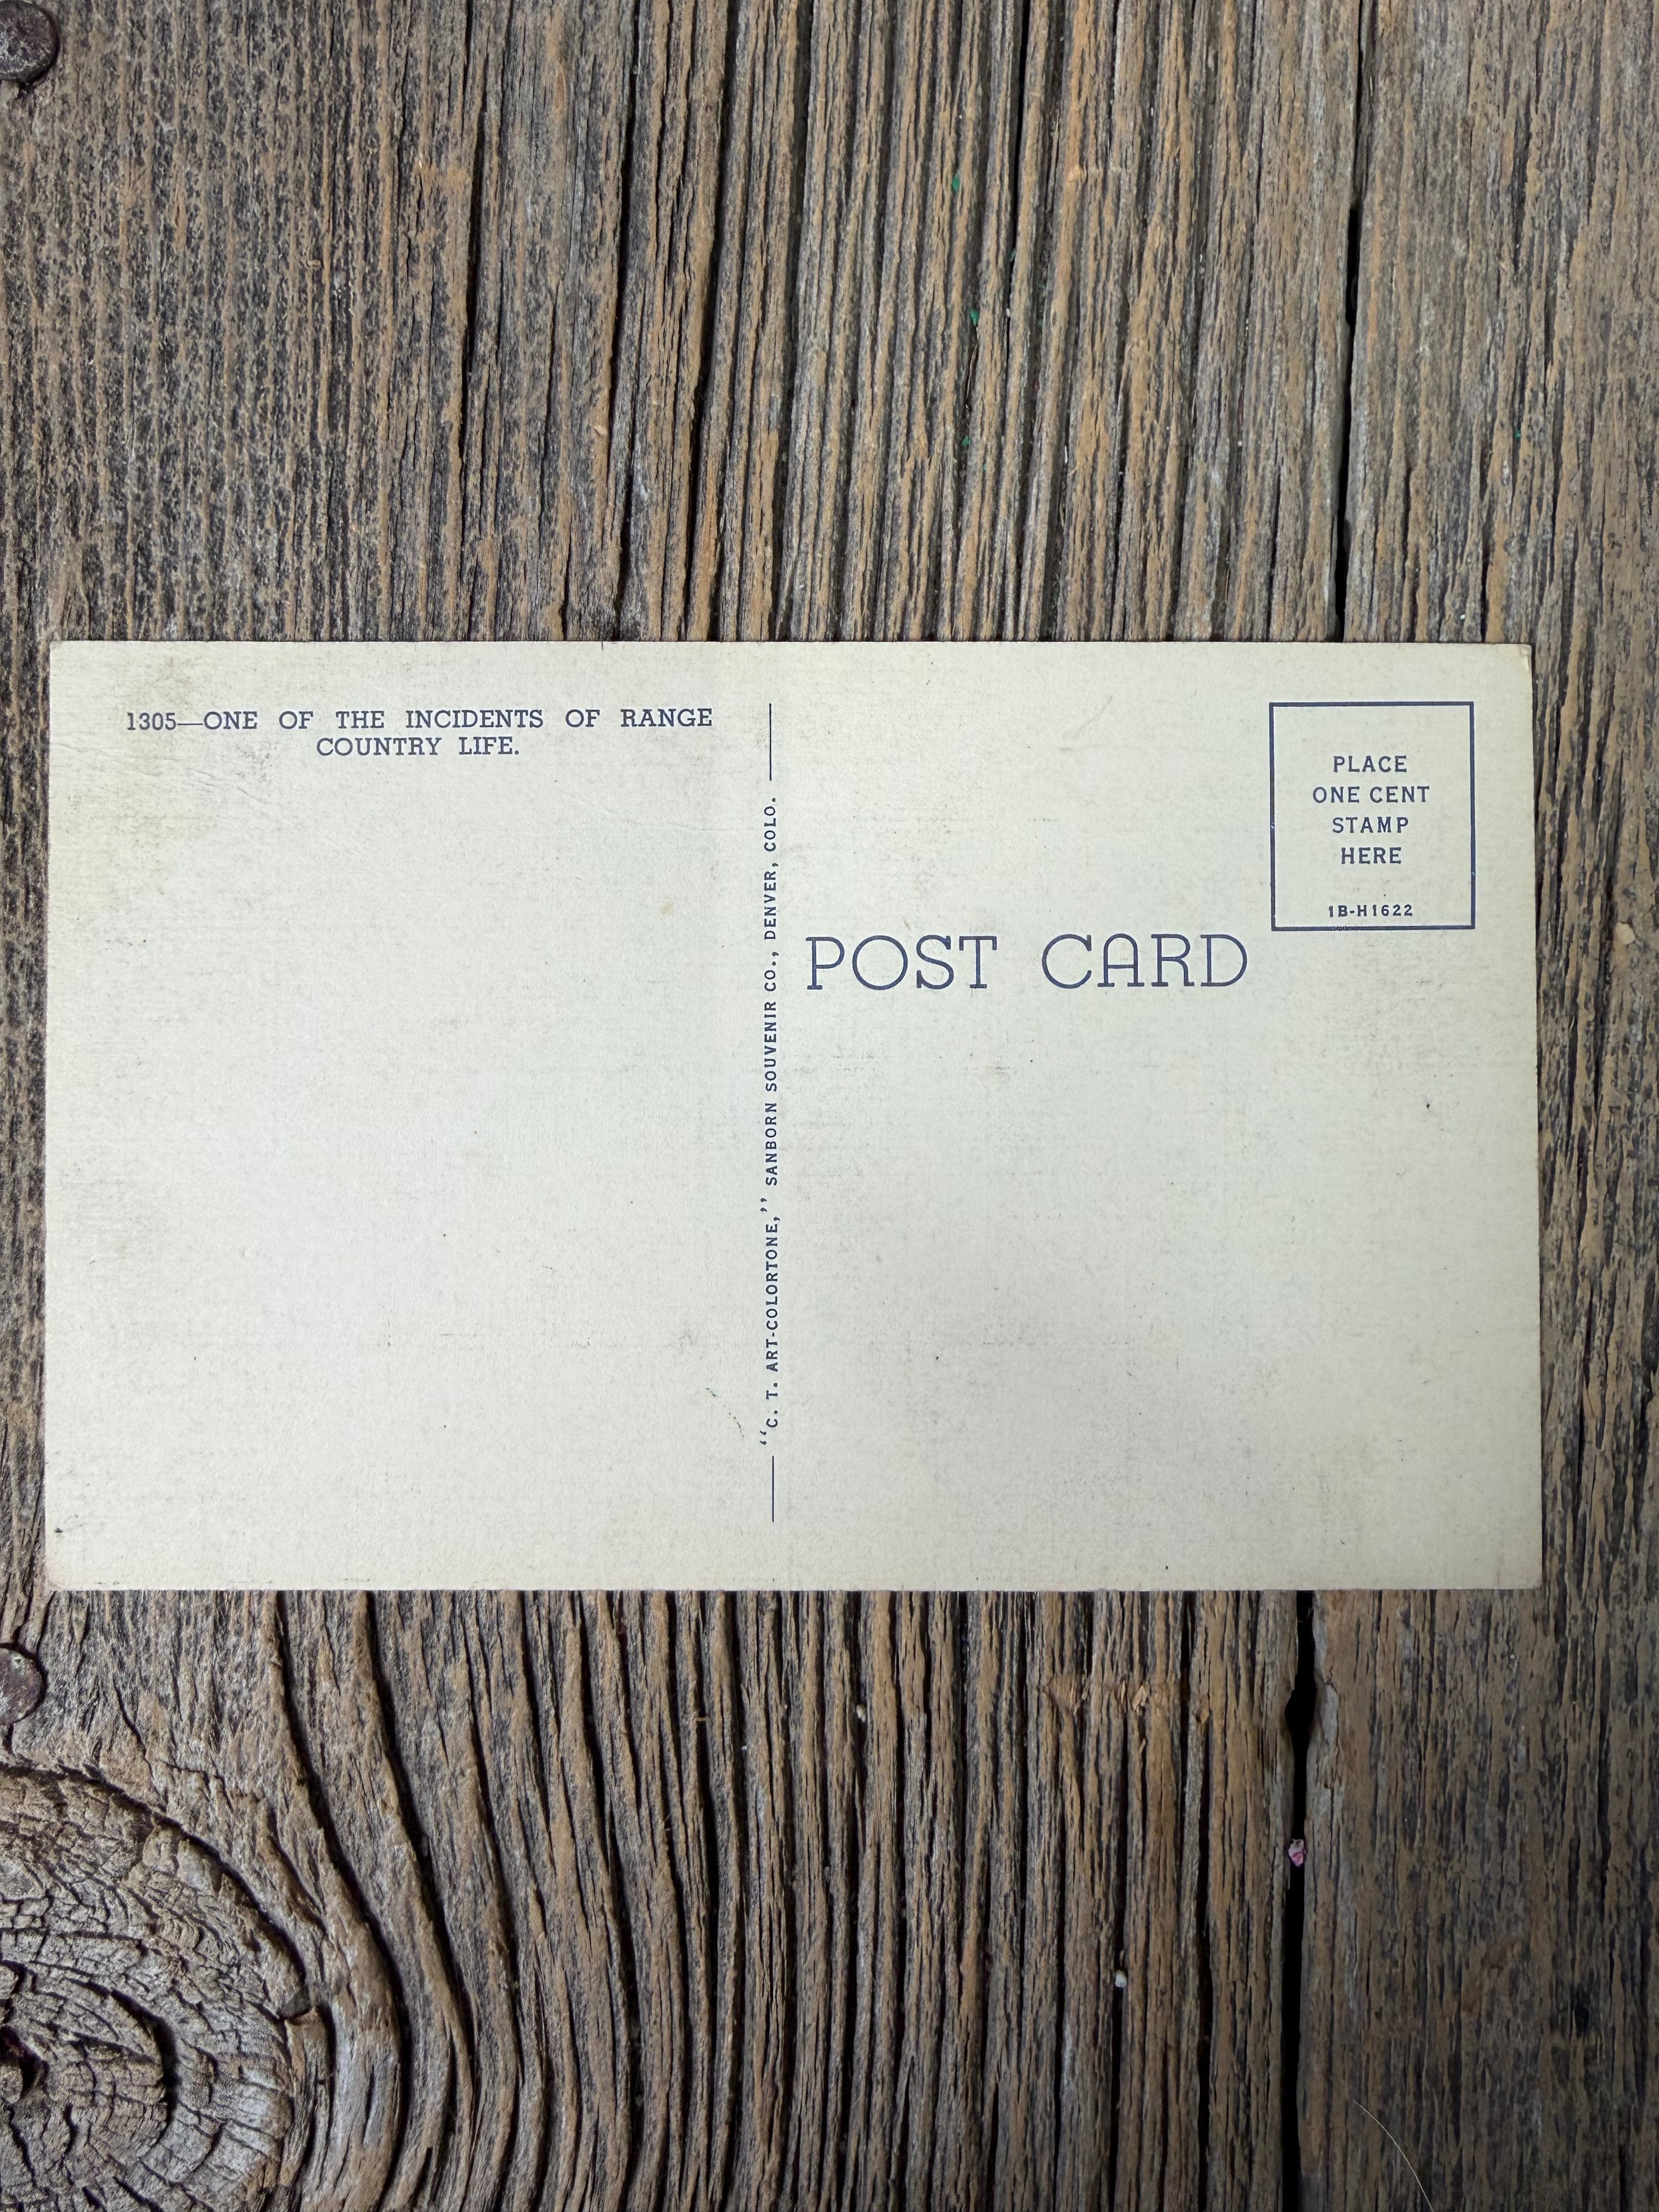 1305—ONE OF THE INCIDENTS OF RANGE
COUNTRY LIFE.
"C. T. ART-COLORTONE," SANBORN SOUVENIR CO., DENVER, COLO.
POST CARD
PLACE
ONE CENT
STAMP
HERE
1B-H1622